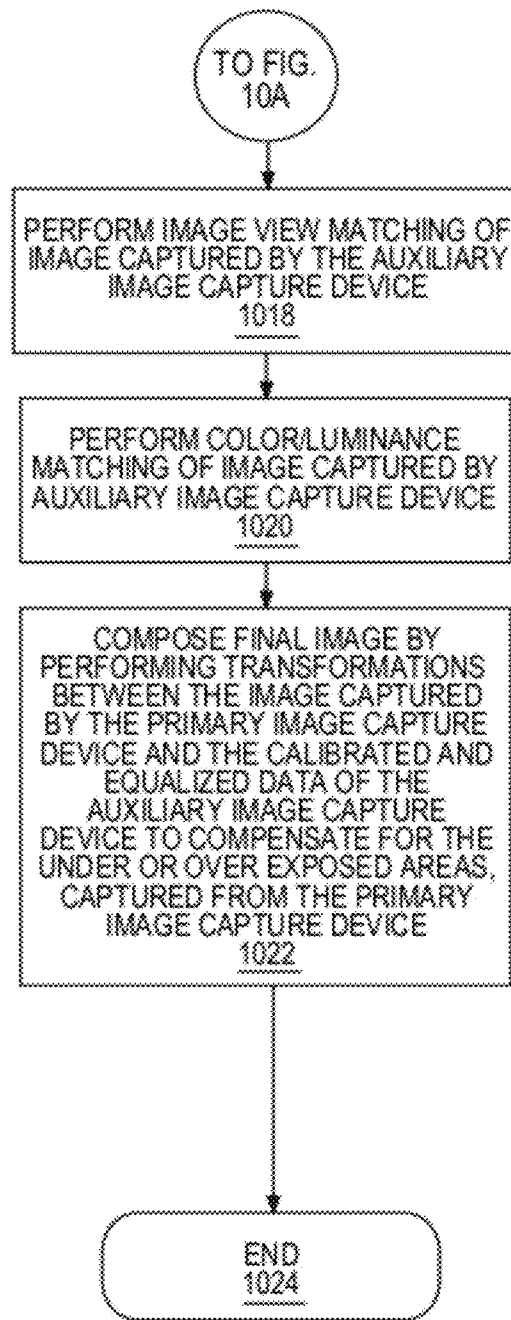 TO FIG.
10A
PERFORM IMAGE VIEW MATCHING OF
IMAGE CAPTURED BY THE AUXILIARY
IMAGE CAPTURE DEVICE
1018
PERFORM COLOR/LUMINANCE
MATCHING OF IMAGE CAPTURED BY
AUXILIARY IMAGE CAPTURE DEVICE
1020
COMPOSE FINAL IMAGE BY
PERFORMING TRANSFORMATIONS
BETWEEN THE IMAGE CAPTURED
BY THE PRIMARY IMAGE CAPTURE
DEVICE AND THE CALIBRATED AND
EQUALIZED DATA OF THE
AUXILIARY IMAGE CAPTURE
DEVICE TO COMPENSATE FOR THE
UNDER OR OVER EXPOSED AREAS,
CAPTURED FROM THE PRIMARY
IMAGE CAPTURE DEVICE
1022
END
1024